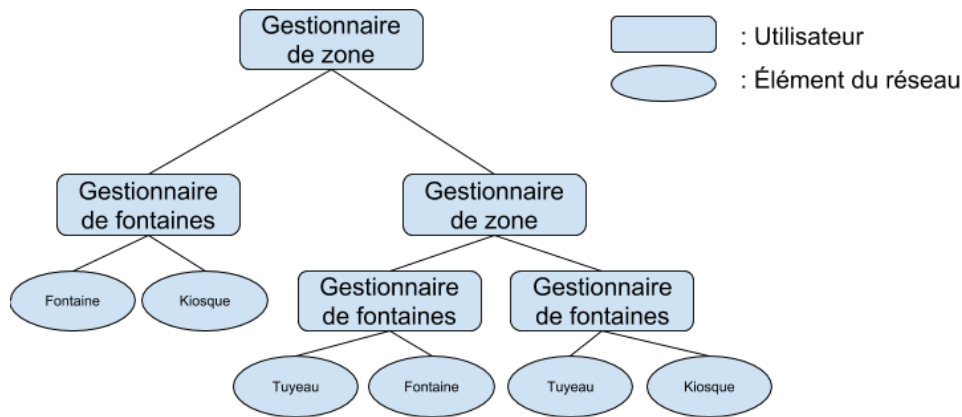 Gestionnaire
de zone
: Utilisateur
: Élément du réseau
Gestionnaire
de fontaines
Gestionnaire
de zone
Fontaine
Kiosque
Gestionnaire
de fontaines
Gestionnaire
de fontaines
Tuyeau
Fontaine
Tuyeau
Kiosque